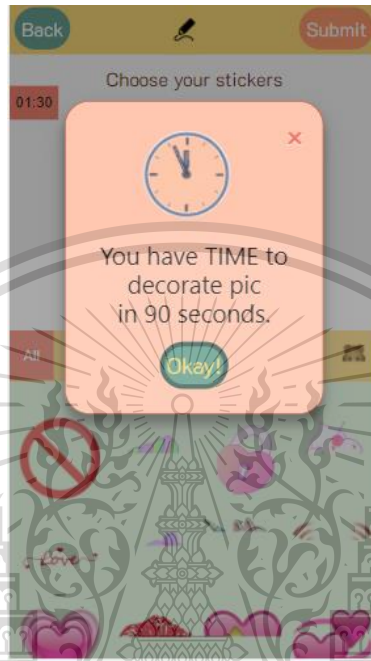 Back
Submit
Choose your stickers
01:30
×
You have TIME to
decorate pic
in 90 seconds.
Okay!
All
Love